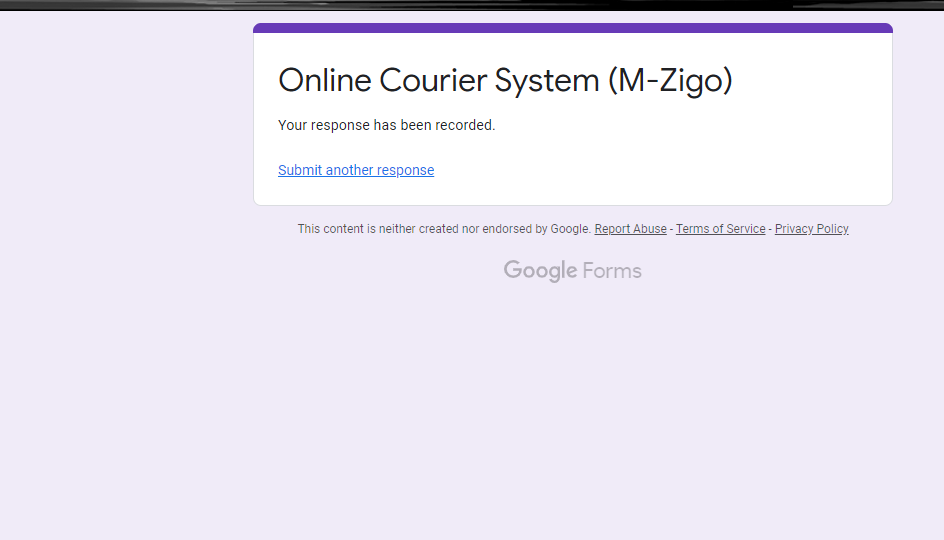 Online Courier System (M-Zigo)
Your response has been recorded.
Submit another response
This content is neither created nor endorsed by Google. Report Abuse - Terms of Service - Privacy Policy
Google Forms